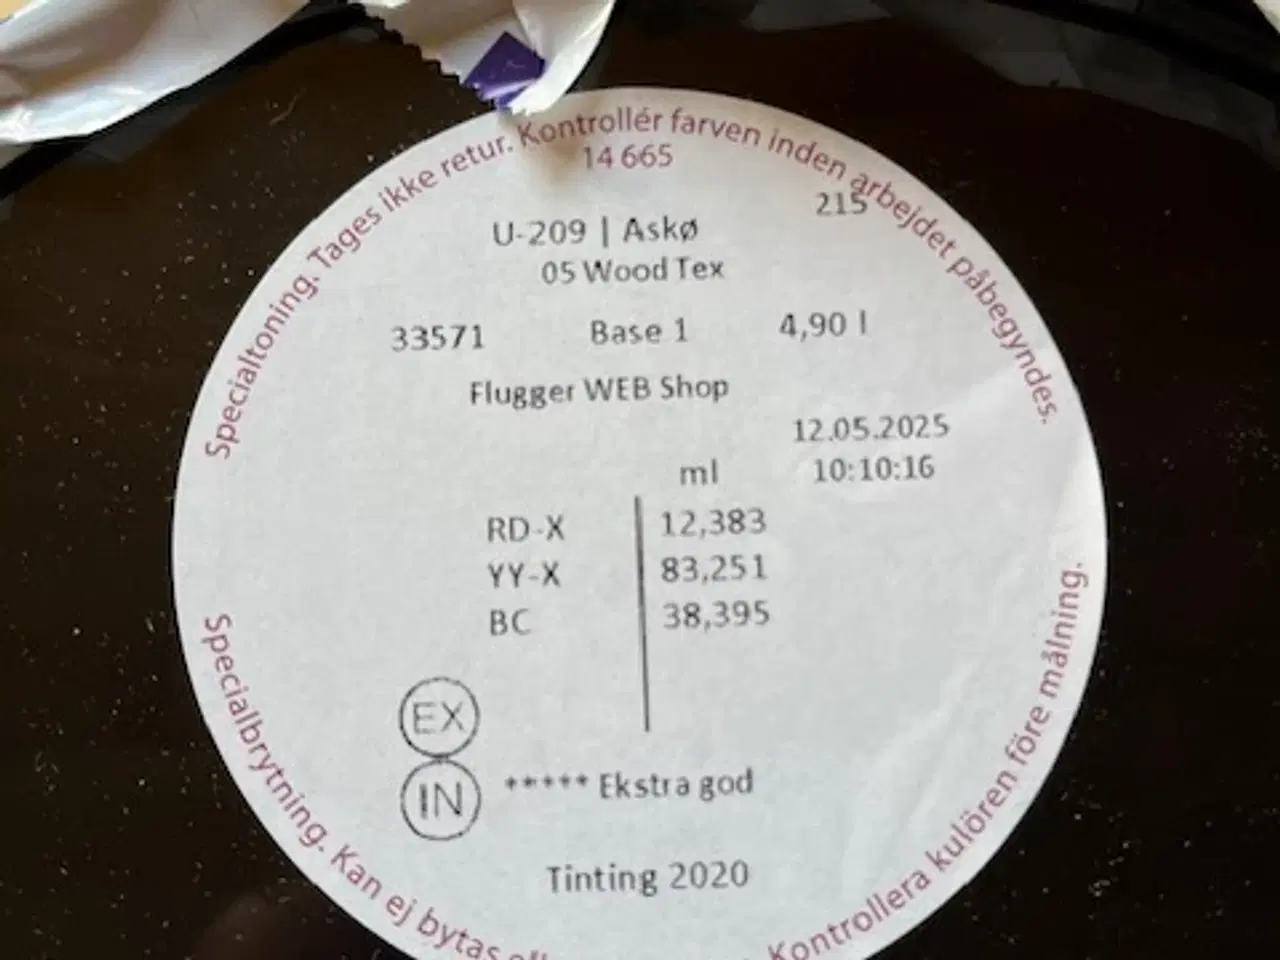 Specialtoning. Tages ikke retur. Kontrollér farven inden arbejdet påbegyndes.
14 665
215
U-209 | Askø
05 Wood Tex
33571 Base 1 4,90 l
Flugger WEB Shop
12.05.2025
ml 10:10:16
RD-X 12,383
YY-X 83,251
BC 38,395
EX
IN ***** Ekstra god
Tinting 2020
Specialbrytning. Kan ej bytas
Kontrollera kulören före målning.